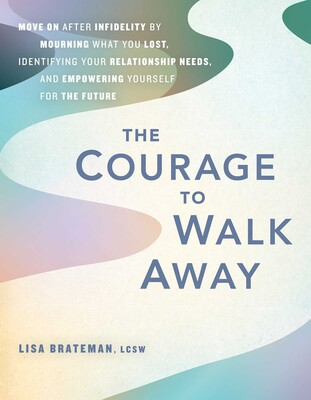 MOVE ON AFTER INFIDELITY BY
MOURNING WHAT YOU LOST,
IDENTIFYING YOUR RELATIONSHIP NEEDS,
AND EMPOWERING YOURSELF
FOR THE FUTURE
THE
COURAGE
TO
WALK
AWAY
LISA BRATEMAN, LCSW